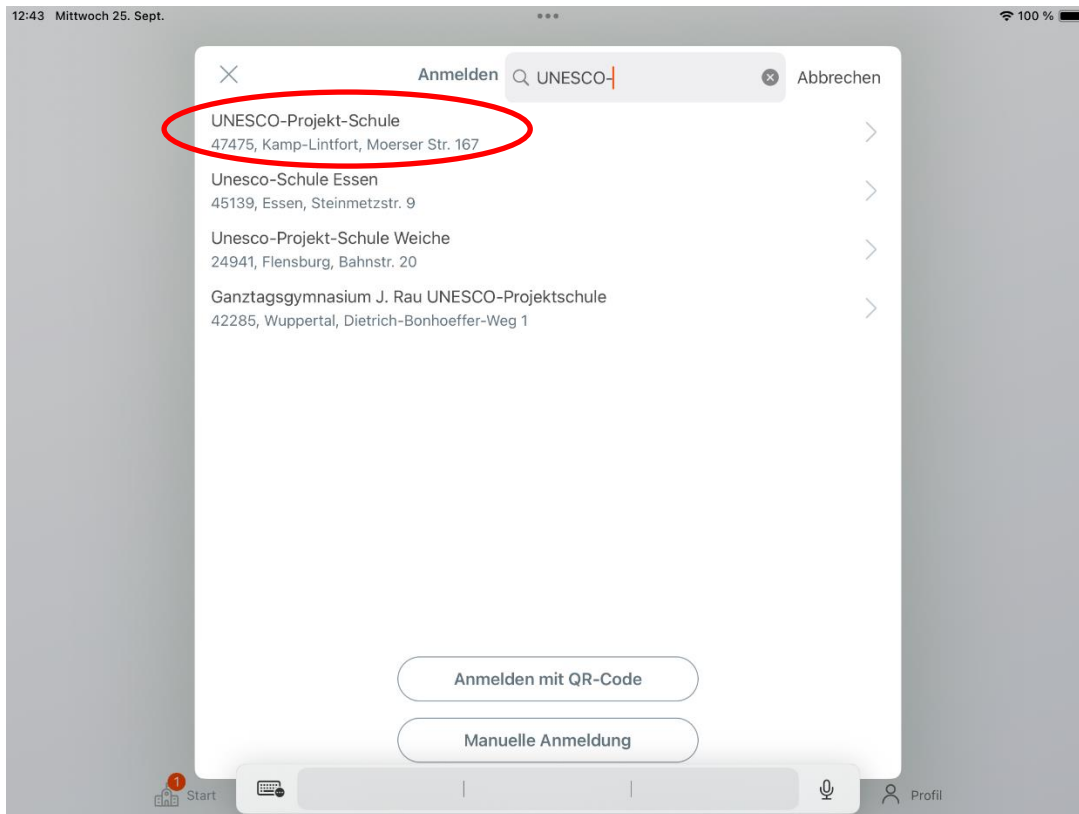 12:43 Mittwoch 25. Sept.
100 %
Anmelden
UNESCO-
Abbrechen
UNESCO-Projekt-Schule
47475, Kamp-Lintfort, Moerser Str. 167
Unesco-Schule Essen
45139, Essen, Steinmetzstr. 9
Unesco-Projekt-Schule Weiche
24941, Flensburg, Bahnstr. 20
Ganztagsgymnasium J. Rau UNESCO-Projektschule
42285, Wuppertal, Dietrich-Bonhoeffer-Weg 1
Anmelden mit QR-Code
Manuelle Anmeldung
1
Start
Profil